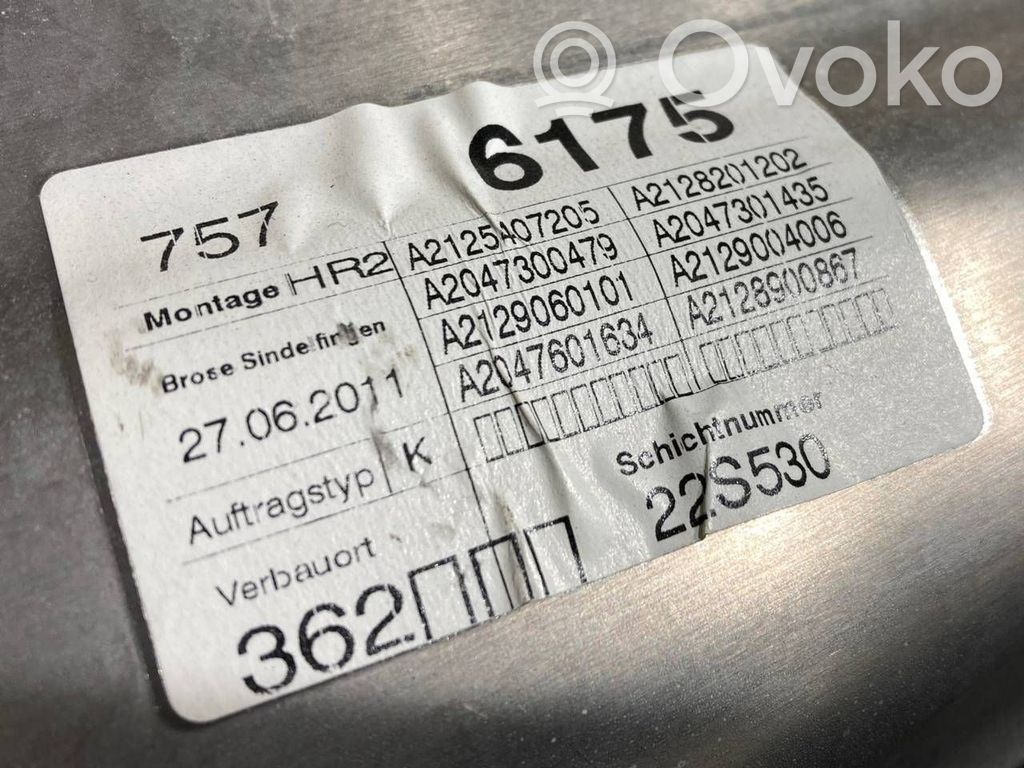 Ovoko
757 6175
Montage HR2
A2125A07205 A2128201202
A2047300479 A2047301435
A2129060101 A2129004006
A2047601634 A2128900867
Brose Sindelfingen
27.06.2011
Auftragstyp K
Schichtnummer
22S530
Verbauort
362